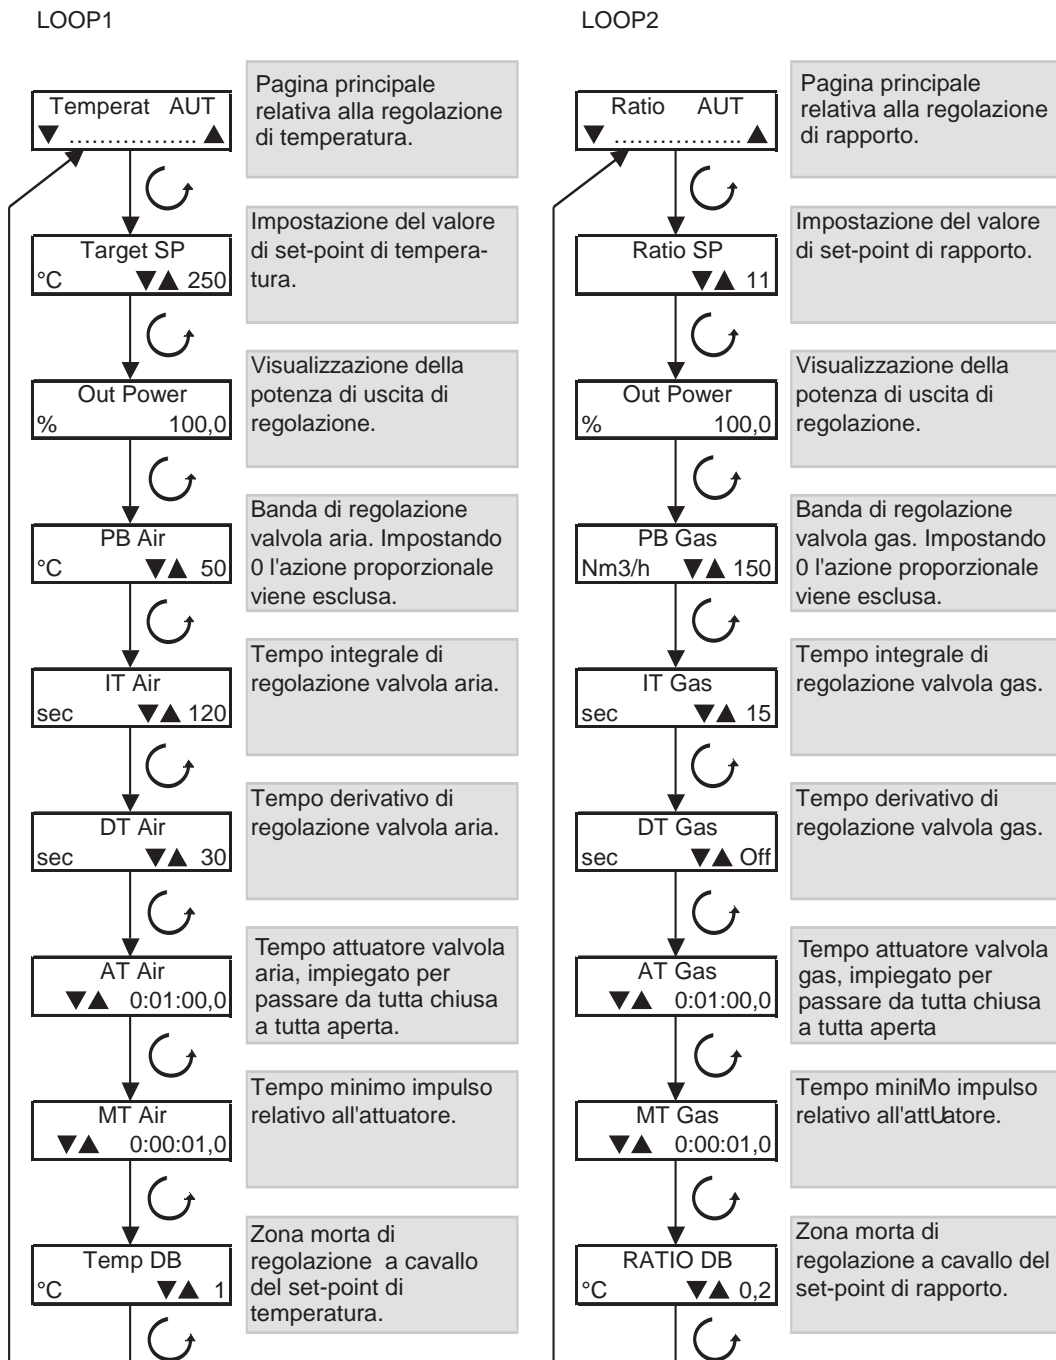 LOOP1
Temperat AUT
▼ ................. ▲
Pagina principale
relativa alla regolazione
di temperatura.
Target SP
°C ▼▲ 250
Impostazione del valore
di set-point di tempera-
tura.
Out Power
% 100,0
Visualizzazione della
potenza di uscita di
regolazione.
PB Air
°C ▼▲ 50
Banda di regolazione
valvola aria. Impostando
0 l'azione proporzionale
viene esclusa.
IT Air
sec ▼▲ 120
Tempo integrale di
regolazione valvola aria.
DT Air
sec ▼▲ 30
Tempo derivativo di
regolazione valvola aria.
AT Air
▼▲ 0:01:00,0
Tempo attuatore valvola
aria, impiegato per
passare da tutta chiusa
a tutta aperta.
MT Air
▼▲ 0:00:01,0
Tempo minimo impulso
relativo all'attuatore.
Temp DB
°C ▼▲ 1
Zona morta di
regolazione a cavallo
del set-point di
temperatura.
LOOP2
Ratio AUT
▼ ................. ▲
Pagina principale
relativa alla regolazione
di rapporto.
Ratio SP
▼▲ 11
Impostazione del valore
di set-point di rapporto.
Out Power
% 100,0
Visualizzazione della
potenza di uscita di
regolazione.
PB Gas
Nm3/h ▼▲ 150
Banda di regolazione
valvola gas. Impostando
0 l'azione proporzionale
viene esclusa.
IT Gas
sec ▼▲ 15
Tempo integrale di
regolazione valvola gas.
DT Gas
sec ▼▲ Off
Tempo derivativo di
regolazione valvola gas.
AT Gas
▼▲ 0:01:00,0
Tempo attuatore valvola
gas, impiegato per
passare da tutta chiusa
a tutta aperta
MT Gas
▼▲ 0:00:01,0
Tempo miniMo impulso
relativo all'attUatore.
RATIO DB
°C ▼▲ 0,2
Zona morta di
regolazione a cavallo del
set-point di rapporto.